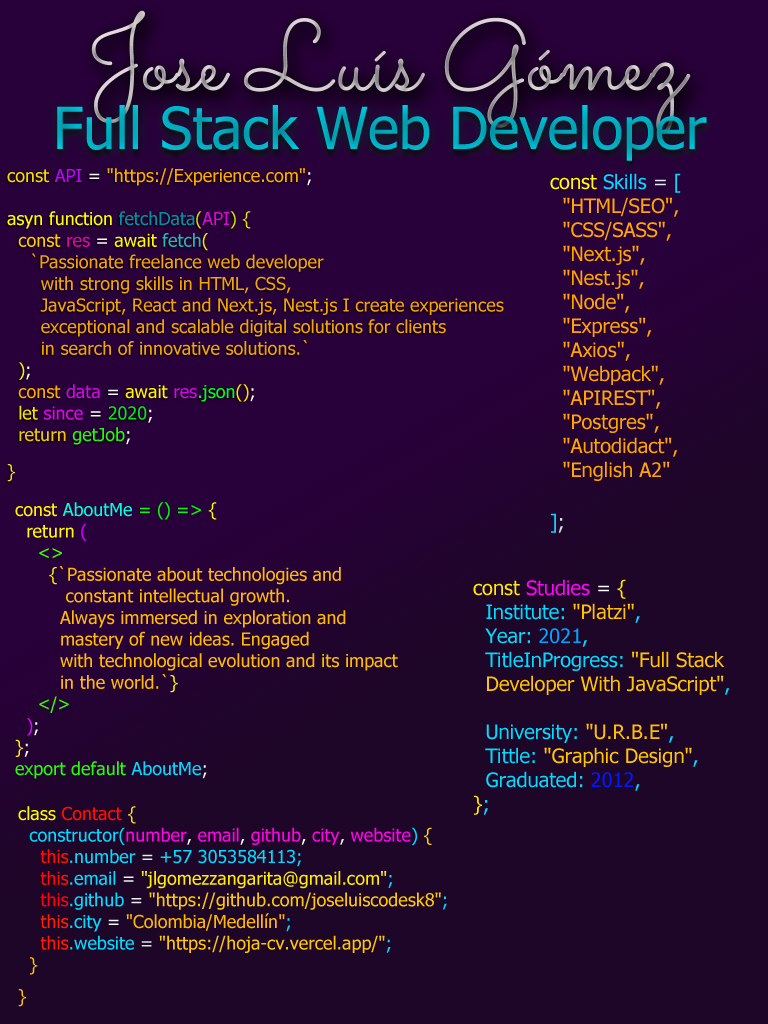 Jose Luís Gómez
Full Stack Web Developer
const API = "https://Experience.com";
asyn function fetchData(API) {
const res = await fetch(
`Passionate freelance web developer
with strong skills in HTML, CSS,
JavaScript, React and Next.js, Nest.js I create experiences
exceptional and scalable digital solutions for clients
in search of innovative solutions.`
);
const data = await res.json();
let since = 2020;
return getJob;
}
const AboutMe = () => {
return (
<>
{`Passionate about technologies and
constant intellectual growth.
Always immersed in exploration and
mastery of new ideas. Engaged
with technological evolution and its impact
in the world.`}
</>
);
};
export default AboutMe;
class Contact {
constructor(number, email, github, city, website) {
this.number = +57 3053584113;
this.email = "jlgomezzangarita@gmail.com";
this.github = "https://github.com/joseluiscodesk8";
this.city = "Colombia/Medellín";
this.website = "https://hoja-cv.vercel.app/";
}
}
const Skills = [
"HTML/SEO",
"CSS/SASS",
"Next.js",
"Nest.js",
"Node",
"Express",
"Axios",
"Webpack",
"APIREST",
"Postgres",
"Autodidact",
"English A2"
];
const Studies = {
Institute: "Platzi",
Year: 2021,
TitleInProgress: "Full Stack
Developer With JavaScript",
University: "U.R.B.E",
Tittle: "Graphic Design",
Graduated: 2012,
};